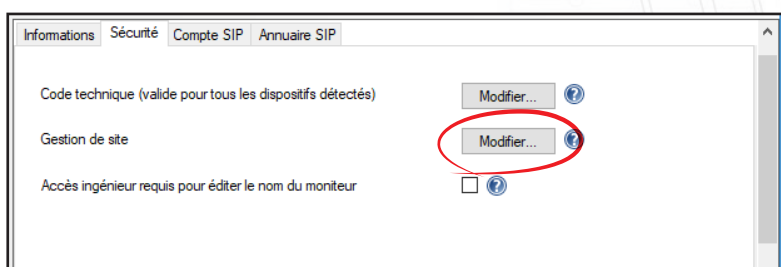 Informations Sécurité Compte SIP Annuaire SIP
Code technique (valide pour tous les dispositifs détectés) Modifier... ?
Gestion de site Modifier... ?
Accès ingénieur requis pour éditer le nom du moniteur ?